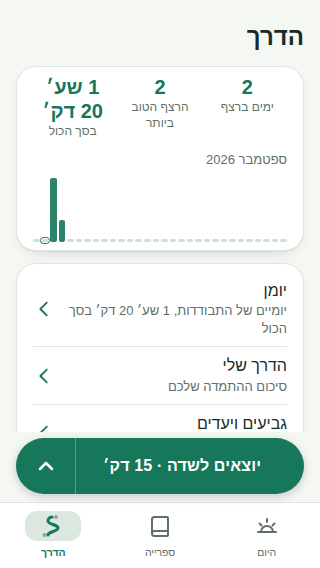 הדרך
2
ימים ברצף
2
הרצף הטוב
ביותר
1 שע׳
20 דק׳
בסך הכול
ספטמבר 2026
יומן
יומיים של התבודדות, 1 שע׳ 20 דק׳ בסך
הכול
הדרך שלי
סיכום ההתמדה שלכם
גביעים ויעדים
יוצאים לשדה · 15 דק׳
היום
ספרייה
הדרך